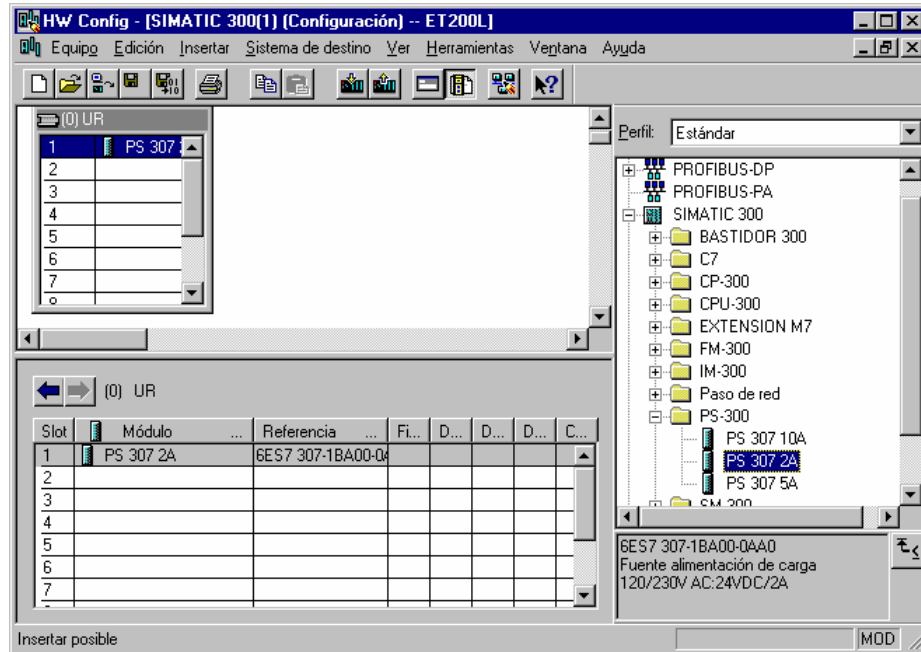 HW Config - [SIMATIC 300(1) (Configuración) -- ET200L]
Equipo Edición Insertar Sistema de destino Ver Herramientas Ventana Ayuda
(0) UR
1 PS 307
2
3
4
5
6
7
Perfil: Estándar
PROFIBUS-DP
PROFIBUS-PA
SIMATIC 300
BASTIDOR 300
C7
CP-300
CPU-300
EXTENSION M7
FM-300
IM-300
Paso de red
PS-300
PS 307 10A
PS 307 2A
PS 307 5A
SM-300
(0) UR
Slot Módulo ... Referencia ... Fi... D... D... D... C...
1 PS 307 2A 6ES7 307-1BA00-0A
2
3
4
5
6
7
6ES7 307-1BA00-0AA0
Fuente alimentación de carga
120/230V AC:24VDC/2A
Insertar posible MOD